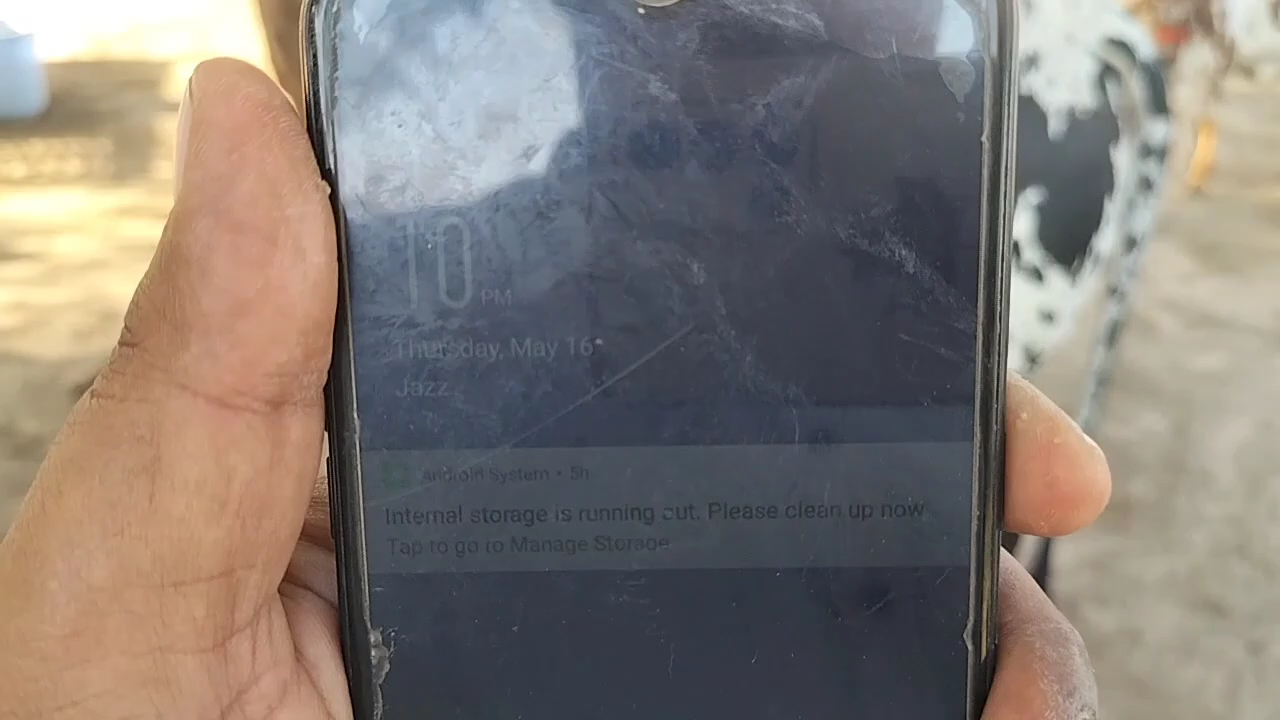 10 PM
Thursday, May 16
Jazz
Android System • 5h
Internal storage is running out. Please clean up now
Tap to go to Manage Storage